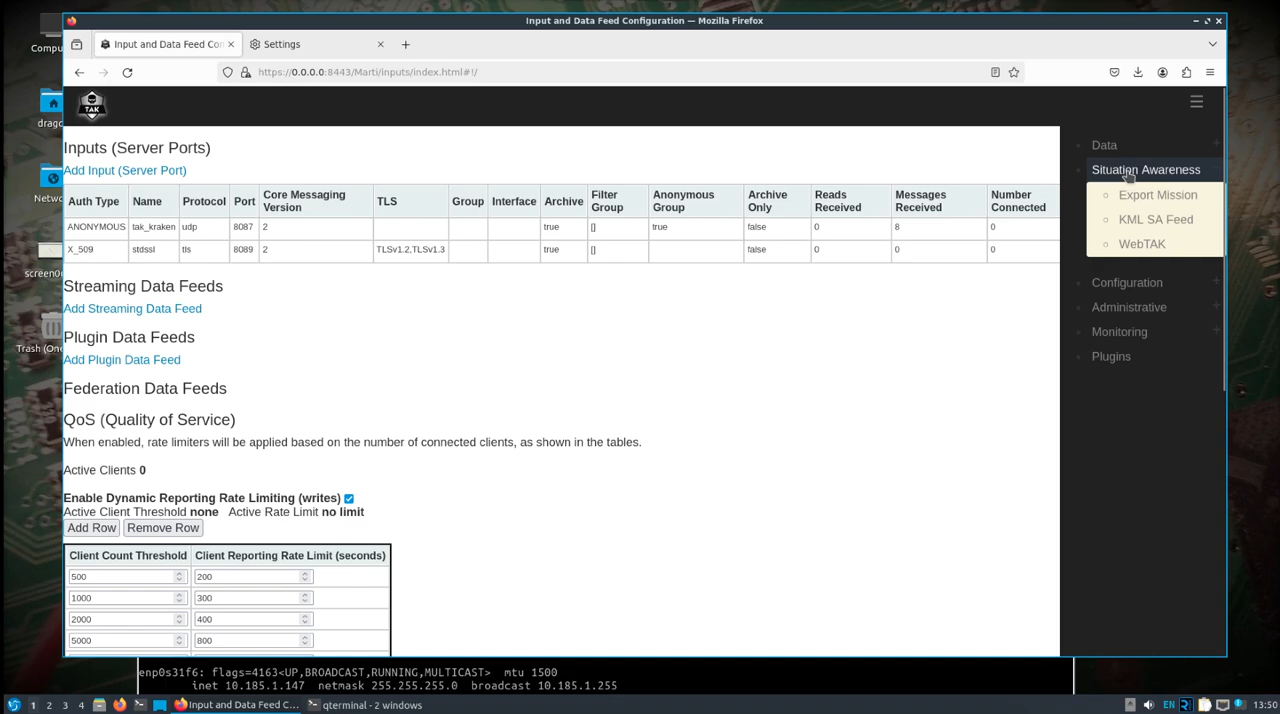 Input and Data Feed Configuration — Mozilla Firefox
Compu
Input and Data Feed Con
Settings
https://0.0.0.0:8443/Marti/inputs/index.html#!/
TAK
drago
Netwo
screen0
Trash (One
Inputs (Server Ports)
Add Input (Server Port)
Auth Type Name Protocol Port Core Messaging Version TLS Group Interface Archive Filter Group Anonymous Group Archive Only Reads Received Messages Received Number Connected
ANONYMOUS tak_kraken udp 8087 2 true [] true false 0 8 0
X_509 stdssl tls 8089 2 TLSv1.2,TLSv1.3 true [] false 0 0 0
Streaming Data Feeds
Add Streaming Data Feed
Plugin Data Feeds
Add Plugin Data Feed
Federation Data Feeds
QoS (Quality of Service)
When enabled, rate limiters will be applied based on the number of connected clients, as shown in the tables.
Active Clients 0
Enable Dynamic Reporting Rate Limiting (writes)
Active Client Threshold none Active Rate Limit no limit
Add Row Remove Row
Client Count Threshold Client Reporting Rate Limit (seconds)
500 200
1000 300
2000 400
5000 800
Data +
Situation Awareness
Export Mission
KML SA Feed
WebTAK
Configuration +
Administrative +
Monitoring +
Plugins
enp0s31f6: flags=4163<UP,BROADCAST,RUNNING,MULTICAST> mtu 1500
inet 10.185.1.147 netmask 255.255.255.0 broadcast 10.185.1.255
1 2 3 4 Input and Data Feed C... qterminal - 2 windows EN 13:50